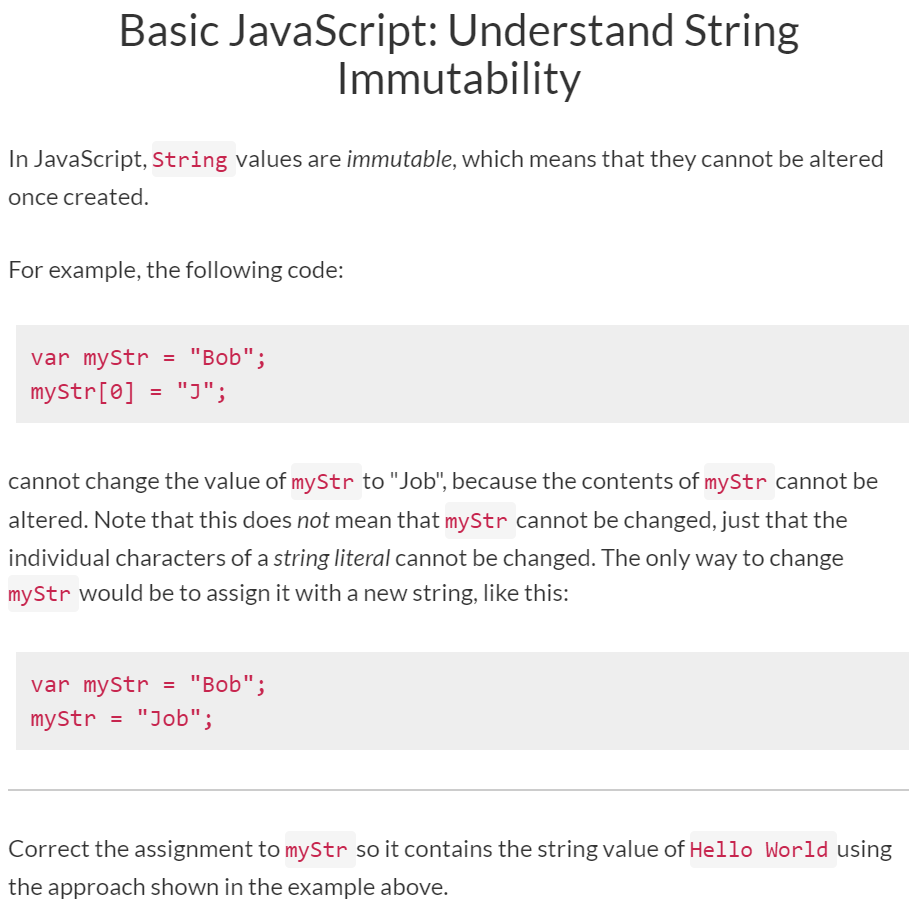 Basic JavaScript: Understand String
Immutability
In JavaScript, String values are immutable, which means that they cannot be altered
once created.
For example, the following code:
var myStr = "Bob";
myStr[0] = "J";
cannot change the value of myStr to "Job", because the contents of myStr cannot be
altered. Note that this does not mean that myStr cannot be changed, just that the
individual characters of a string literal cannot be changed. The only way to change
myStr would be to assign it with a new string, like this:
var myStr = "Bob";
myStr = "Job";
Correct the assignment to myStr so it contains the string value of Hello World using
the approach shown in the example above.